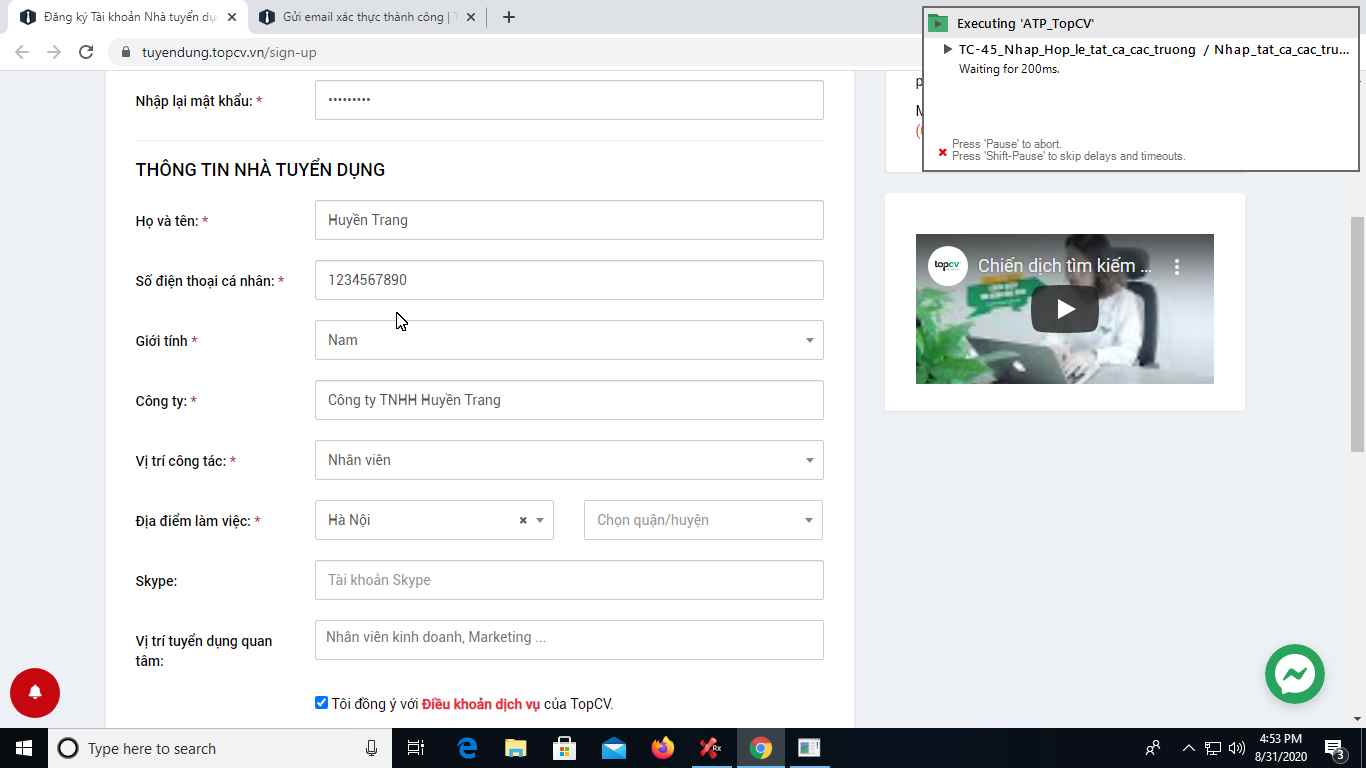 Đăng ký Tài khoản Nhà tuyển dụ
Gửi email xác thực thành công | T
tuyendung.topcv.vn/sign-up
Executing 'ATP_TopCV'
TC-45_Nhap_Hop_le_tat_ca_cac_truong / Nhap_tat_ca_cac_tru...
Waiting for 200ms.
Press 'Pause' to abort.
Press 'Shift-Pause' to skip delays and timeouts.
Nhập lại mật khẩu: *
•••••••••
THÔNG TIN NHÀ TUYỂN DỤNG
Họ và tên: *
Huyền Trang
Số điện thoại cá nhân: *
1234567890
Giới tính *
Nam
Công ty: *
Công ty TNHH Huyền Trang
Vị trí công tác: *
Nhân viên
Địa điểm làm việc: *
Hà Nội
Chọn quận/huyện
Skype:
Tài khoản Skype
Vị trí tuyển dụng quan
tâm:
Nhân viên kinh doanh, Marketing ...
Tôi đồng ý với Điều khoản dịch vụ của TopCV.
topcv
Chiến dịch tìm kiếm ...
Type here to search
Rx
4:53 PM
8/31/2020
3